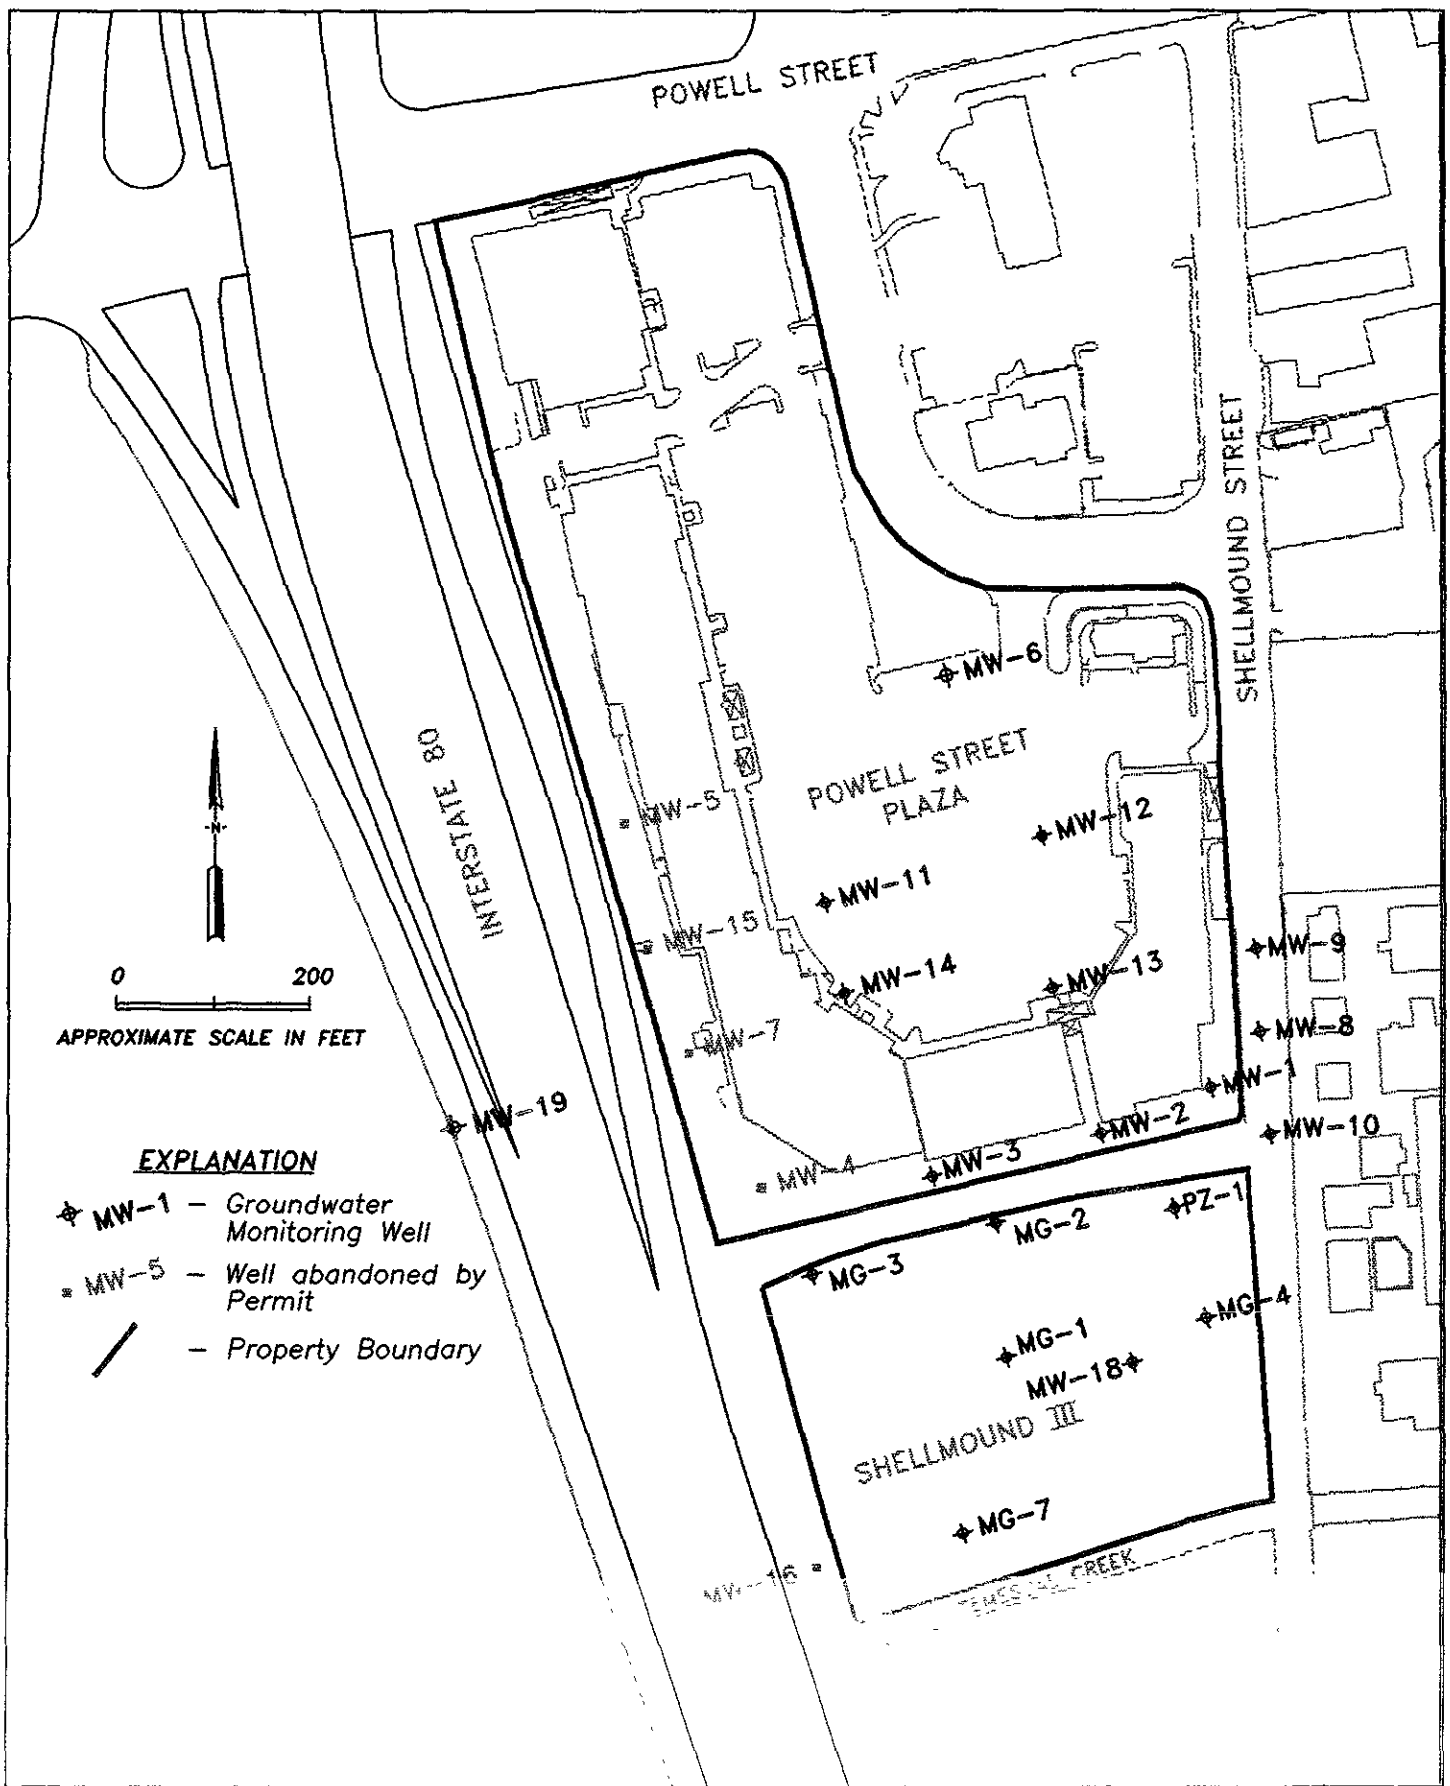 POWELL STREET
SHELLMOUND STREET
MW-6
INTERSTATE 80
POWELL STREET
PLAZA
MW-5
MW-12
N
MW-11
MW-15
MW-9
MW-14
MW-13
0 200
APPROXIMATE SCALE IN FEET
MW-8
MW-7
MW-1
MW-19
MW-2
MW-10
MW-3
MW-4
EXPLANATION
MW-1 – Groundwater
Monitoring Well
MW-5 – Well abandoned by
Permit
– Property Boundary
PZ-1
MG-2
MG-3
MG-4
MG-1
MW-18
SHELLMOUND III
MG-7
MW-16
TEMESCAL CREEK